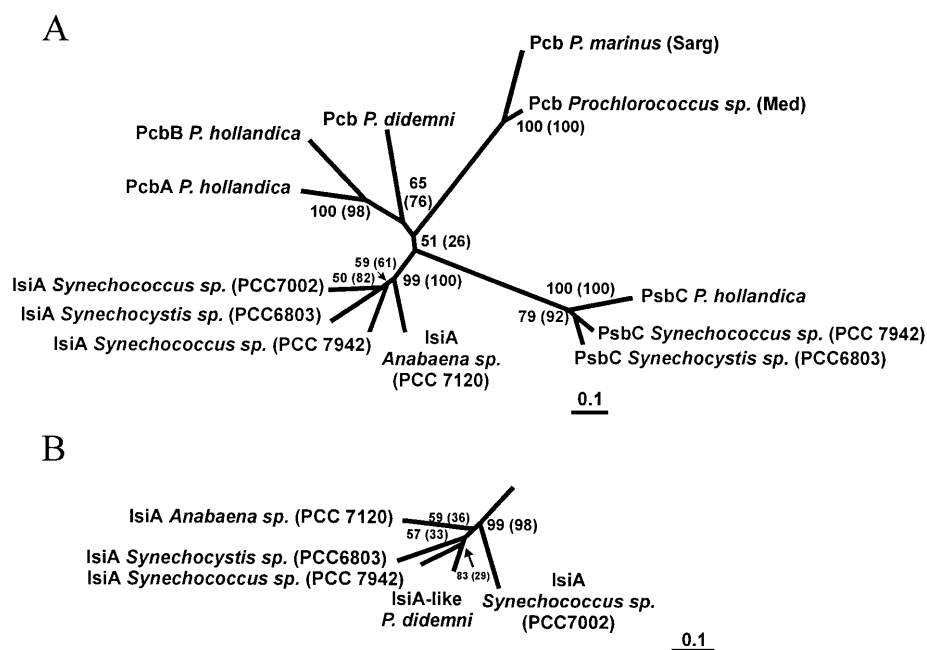 A
Pcb P. marinus (Sarg)
Pcb Prochlorococcus sp. (Med)
100 (100)
Pcb P. didemni
PcbB P. hollandica
PcbA P. hollandica
100 (98)
65
(76)
51 (26)
59 (61)
50 (82)
99 (100)
IsiA Synechococcus sp. (PCC7002)
IsiA Synechocystis sp. (PCC6803)
IsiA Synechococcus sp. (PCC 7942)
IsiA
Anabaena sp.
(PCC 7120)
100 (100)
79 (92)
PsbC P. hollandica
PsbC Synechococcus sp. (PCC 7942)
PsbC Synechocystis sp. (PCC6803)
0.1
B
IsiA Anabaena sp. (PCC 7120)
59 (36)
57 (33)
99 (98)
IsiA Synechocystis sp. (PCC6803)
IsiA Synechococcus sp. (PCC 7942)
83 (29)
IsiA-like
P. didemni
IsiA
Synechococcus sp.
(PCC7002)
0.1